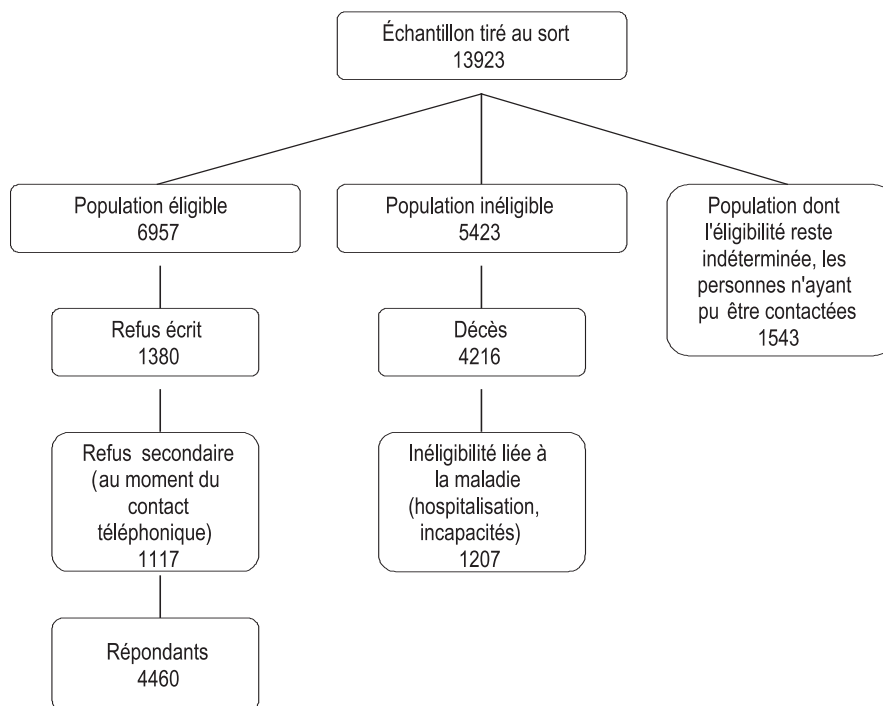 Échantillon tiré au sort
13923
Population éligible
6957
Population inéligible
5423
Population dont
l'éligibilité reste
indéterminée, les
personnes n'ayant
pu être contactées
1543
Refus écrit
1380
Décès
4216
Refus secondaire
(au moment du
contact
téléphonique)
1117
Inéligibilité liée à
la maladie
(hospitalisation,
incapacités)
1207
Répondants
4460